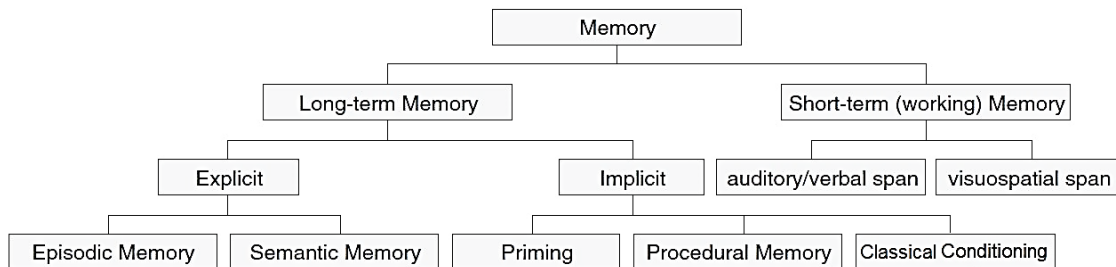 Memory
Long-term Memory
Short-term (working) Memory
Explicit
Implicit
auditory/verbal span
visuospatial span
Episodic Memory
Semantic Memory
Priming
Procedural Memory
Classical Conditioning